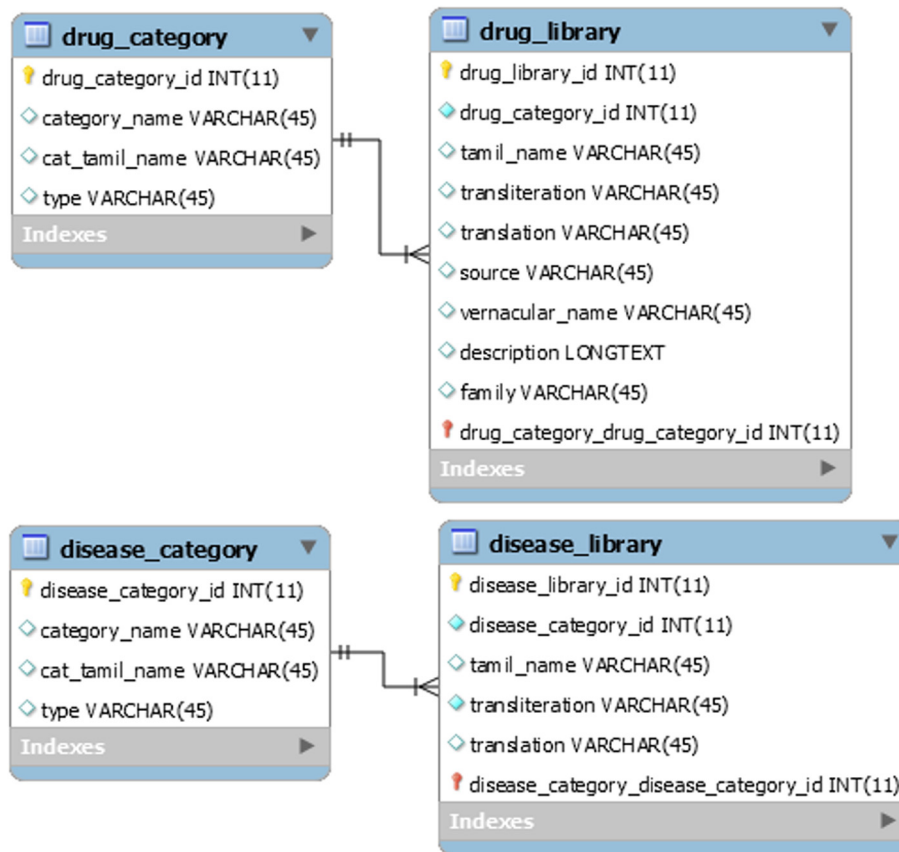 drug_category
drug_category_id INT(11)
category_name VARCHAR(45)
cat_tamil_name VARCHAR(45)
type VARCHAR(45)
Indexes
drug_library
drug_library_id INT(11)
drug_category_id INT(11)
tamil_name VARCHAR(45)
transliteration VARCHAR(45)
translation VARCHAR(45)
source VARCHAR(45)
vernacular_name VARCHAR(45)
description LONGTEXT
family VARCHAR(45)
drug_category_drug_category_id INT(11)
Indexes
disease_category
disease_category_id INT(11)
category_name VARCHAR(45)
cat_tamil_name VARCHAR(45)
type VARCHAR(45)
Indexes
disease_library
disease_library_id INT(11)
disease_category_id INT(11)
tamil_name VARCHAR(45)
transliteration VARCHAR(45)
translation VARCHAR(45)
disease_category_disease_category_id INT(11)
Indexes